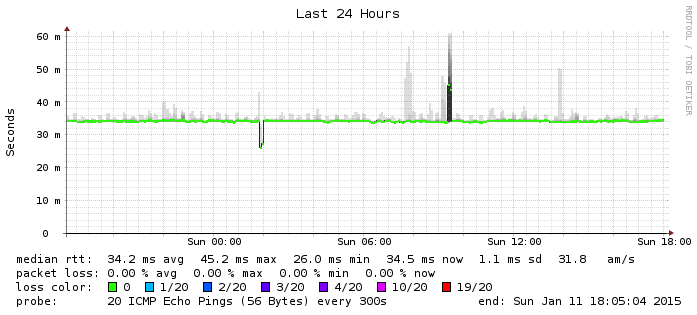 Last 24 Hours
RRDTOOL / TOBI OETIKER
Seconds
60 m
50 m
40 m
30 m
20 m
10 m
0
Sun 00:00 Sun 06:00 Sun 12:00 Sun 18:00
median rtt: 34.2 ms avg 45.2 ms max 26.0 ms min 34.5 ms now 1.1 ms sd 31.8 am/s
packet loss: 0.00 % avg 0.00 % max 0.00 % min 0.00 % now
loss color: 0 1/20 2/20 3/20 4/20 10/20 19/20
probe: 20 ICMP Echo Pings (56 Bytes) every 300s end: Sun Jan 11 18:05:04 2015